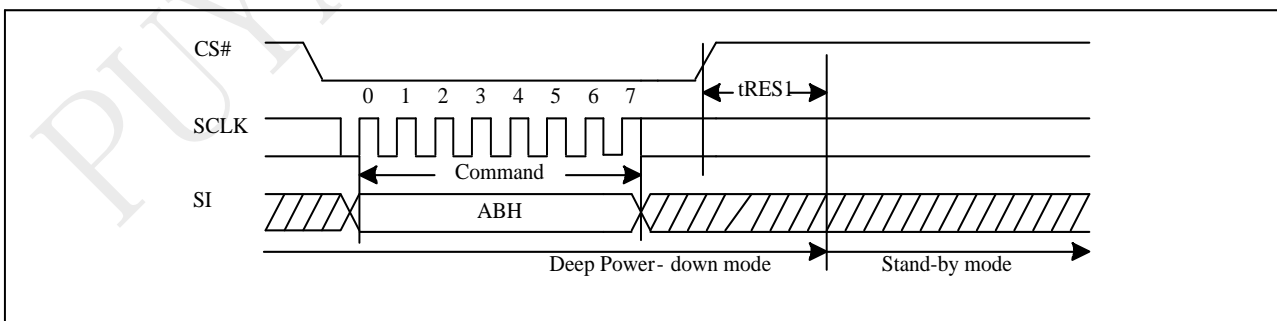 PUY
CS#
tRES1
0 1 2 3 4 5 6 7
SCLK
Command
SI
ABH
Deep Power- down mode
Stand-by mode